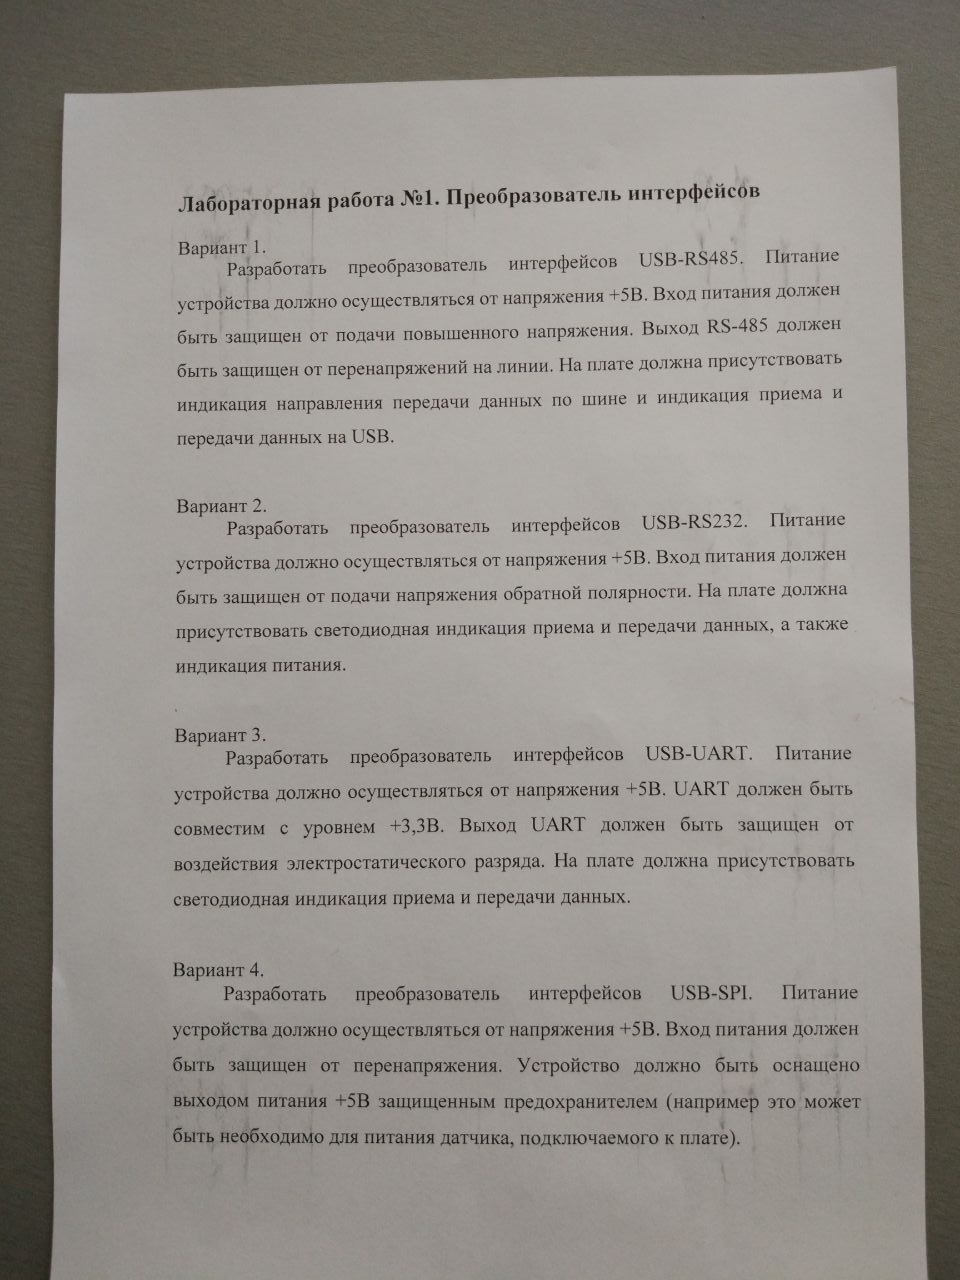 Лабораторная работа №1. Преобразователь интерфейсов
Вариант 1.
Разработать преобразователь интерфейсов USB-RS485. Питание
устройства должно осуществляться от напряжения +5В. Вход питания должен
быть защищен от подачи повышенного напряжения. Выход RS-485 должен
быть защищен от перенапряжений на линии. На плате должна присутствовать
индикация направления передачи данных по шине и индикация приема и
передачи данных на USB.
Вариант 2.
Разработать преобразователь интерфейсов USB-RS232. Питание
устройства должно осуществляться от напряжения +5В. Вход питания должен
быть защищен от подачи напряжения обратной полярности. На плате должна
присутствовать светодиодная индикация приема и передачи данных, а также
индикация питания.
Вариант 3.
Разработать преобразователь интерфейсов USB-UART. Питание
устройства должно осуществляться от напряжения +5В. UART должен быть
совместим с уровнем +3,3В. Выход UART должен быть защищен от
воздействия электростатического разряда. На плате должна присутствовать
светодиодная индикация приема и передачи данных.
Вариант 4.
Разработать преобразователь интерфейсов USB-SPI. Питание
устройства должно осуществляться от напряжения +5В. Вход питания должен
быть защищен от перенапряжения. Устройство должно быть оснащено
выходом питания +5В защищенным предохранителем (например это может
быть необходимо для питания датчика, подключаемого к плате).